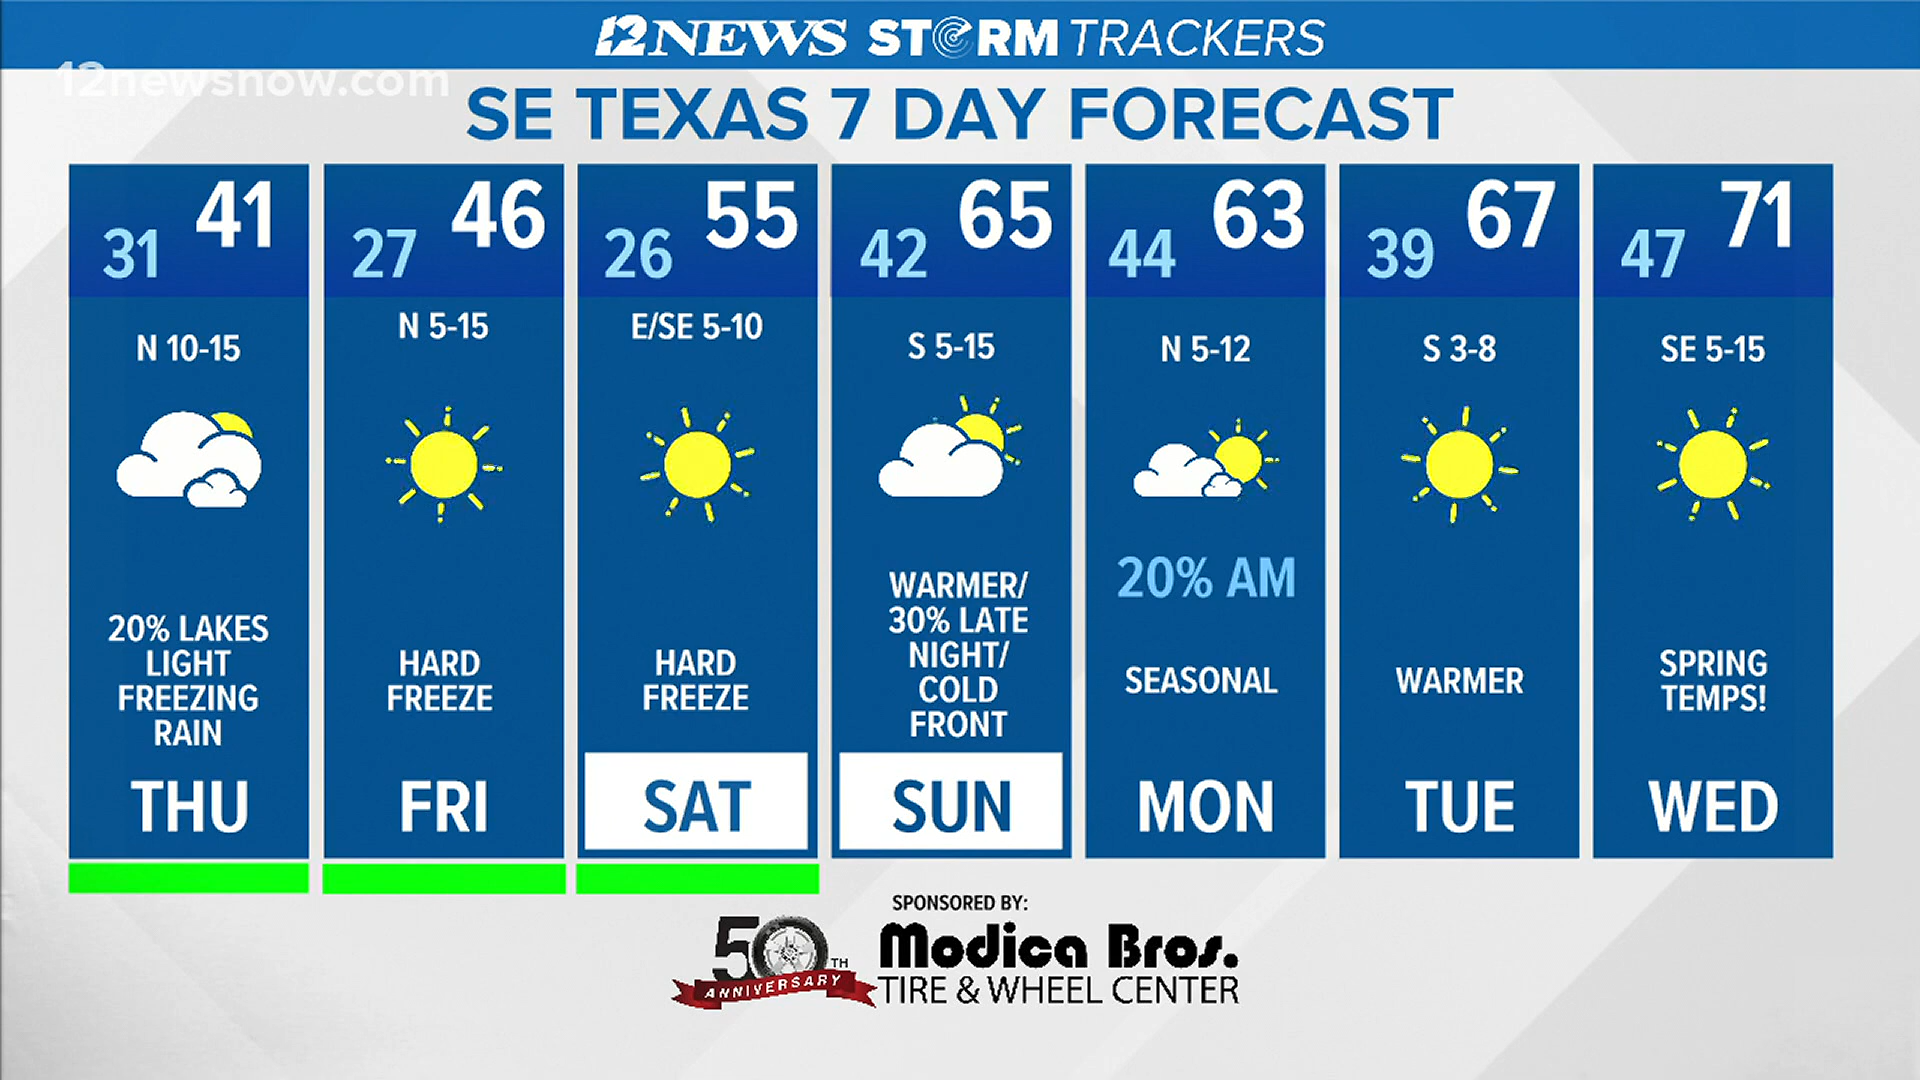 12NEWS STORM TRACKERS
12newsnow.com
SE TEXAS 7 DAY FORECAST
31 41
N 10-15
20% LAKES
LIGHT
FREEZING
RAIN
THU
27 46
N 5-15
HARD
FREEZE
FRI
26 55
E/SE 5-10
HARD
FREEZE
SAT
42 65
S 5-15
WARMER/
30% LATE
NIGHT/
COLD
FRONT
SUN
44 63
N 5-12
20% AM
SEASONAL
MON
39 67
S 3-8
WARMER
TUE
47 71
SE 5-15
SPRING
TEMPS!
WED
SPONSORED BY:
50TH
ANNIVERSARY
Modica Bros.
TIRE & WHEEL CENTER